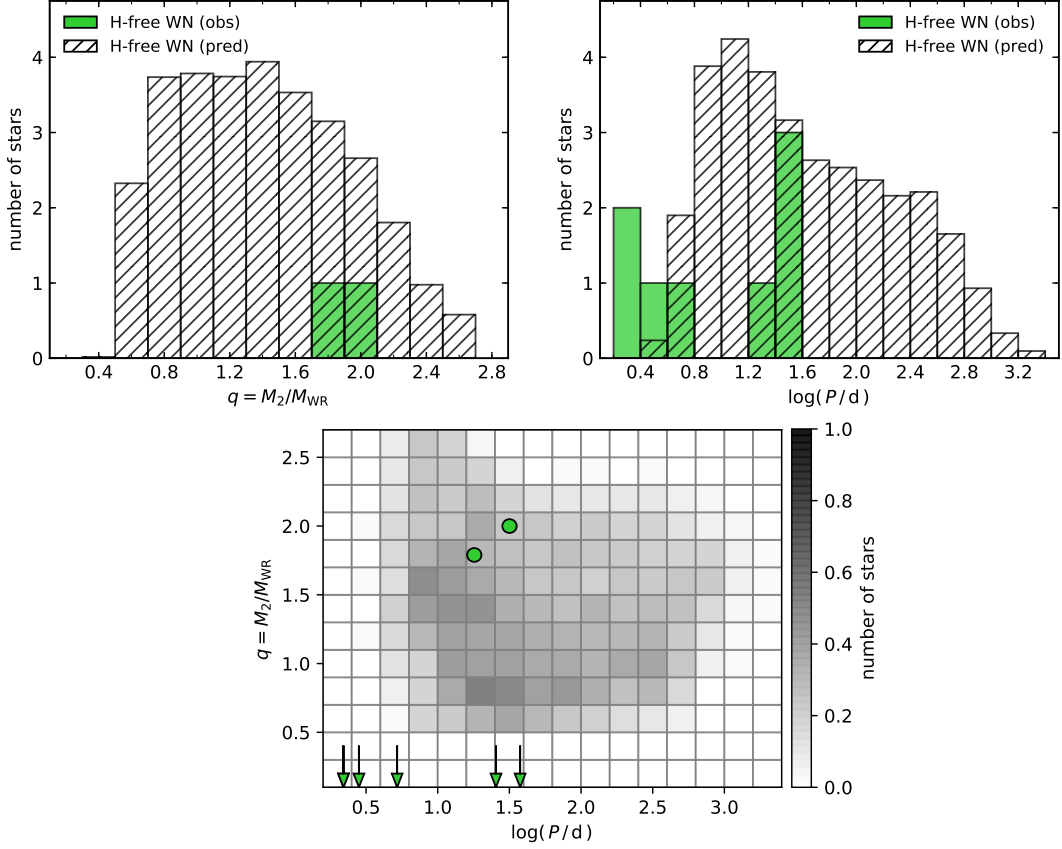 H-free WN (obs)
H-free WN (pred)
number of stars
4
3
2
1
0
0.4 0.8 1.2 1.6 2.0 2.4 2.8
q = M2/MWR
H-free WN (obs)
H-free WN (pred)
number of stars
4
3
2
1
0
0.4 0.8 1.2 1.6 2.0 2.4 2.8 3.2
log( P / d )
q = M2/MWR
2.5
2.0
1.5
1.0
0.5
0.5 1.0 1.5 2.0 2.5 3.0
log( P / d )
1.0
0.8
0.6
0.4
0.2
0.0
number of stars